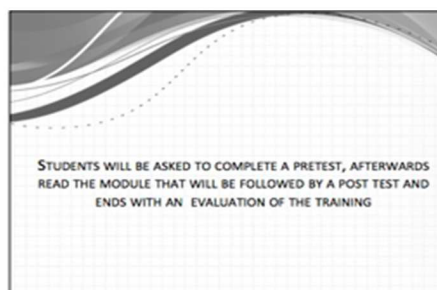 STUDENTS WILL BE ASKED TO COMPLETE A PRETEST, AFTERWARDS
READ THE MODULE THAT WILL BE FOLLOWED BY A POST TEST AND
ENDS WITH AN EVALUATION OF THE TRAINING